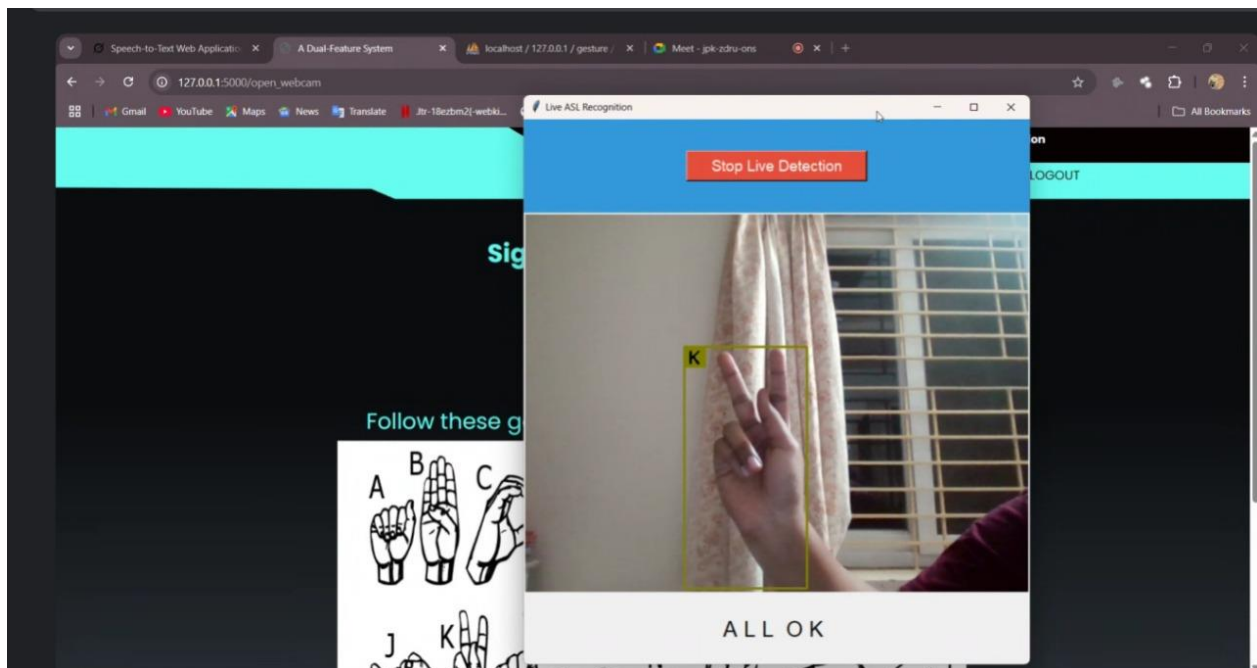 Speech-to-Text Web Applicatio
A Dual-Feature System
localhost / 127.0.0.1 / gesture /
Meet - jpk-zdru-ons
127.0.0.1:5000/open_webcam
Gmail
YouTube
Maps
News
Translate
All Bookmarks
Live ASL Recognition
on
Stop Live Detection
LOGOUT
Sig
K
Follow these g
A
B
C
J
K
ALL OK